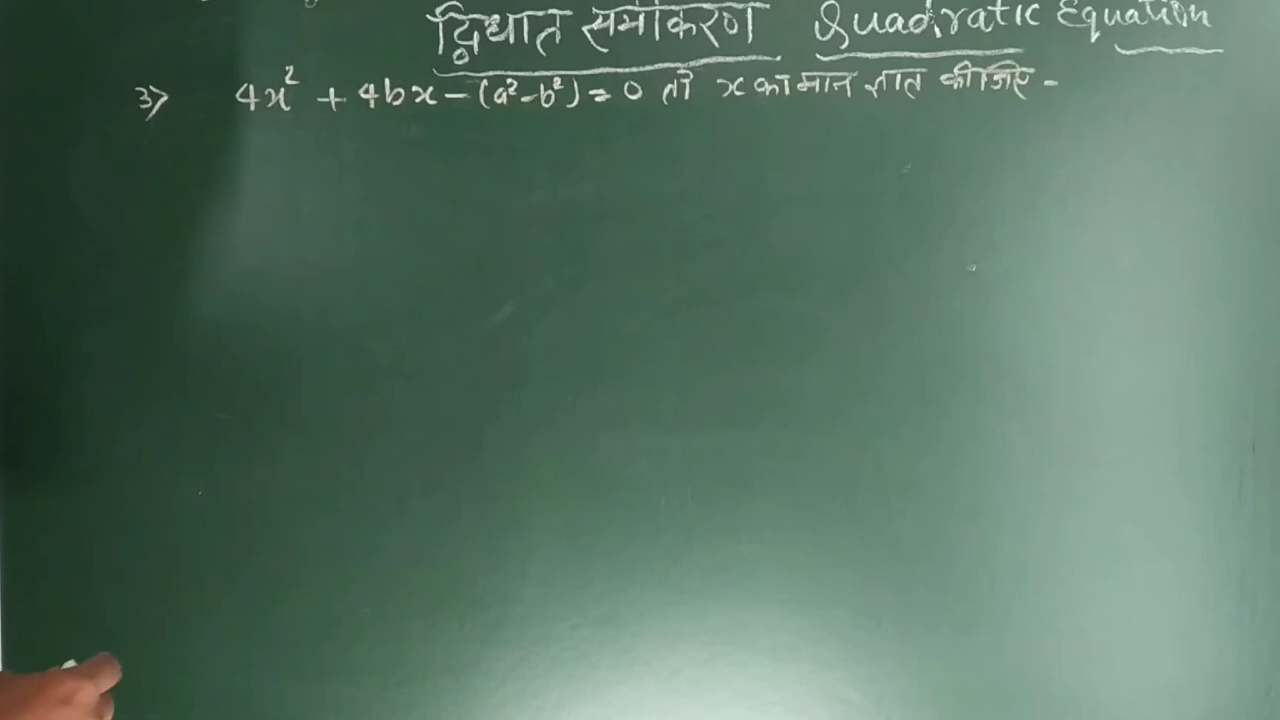 द्विघात समीकरण Quadratic Equation
3) 4x² + 4bx - (a² - b²) = 0 तो x का मान ज्ञात कीजिए -